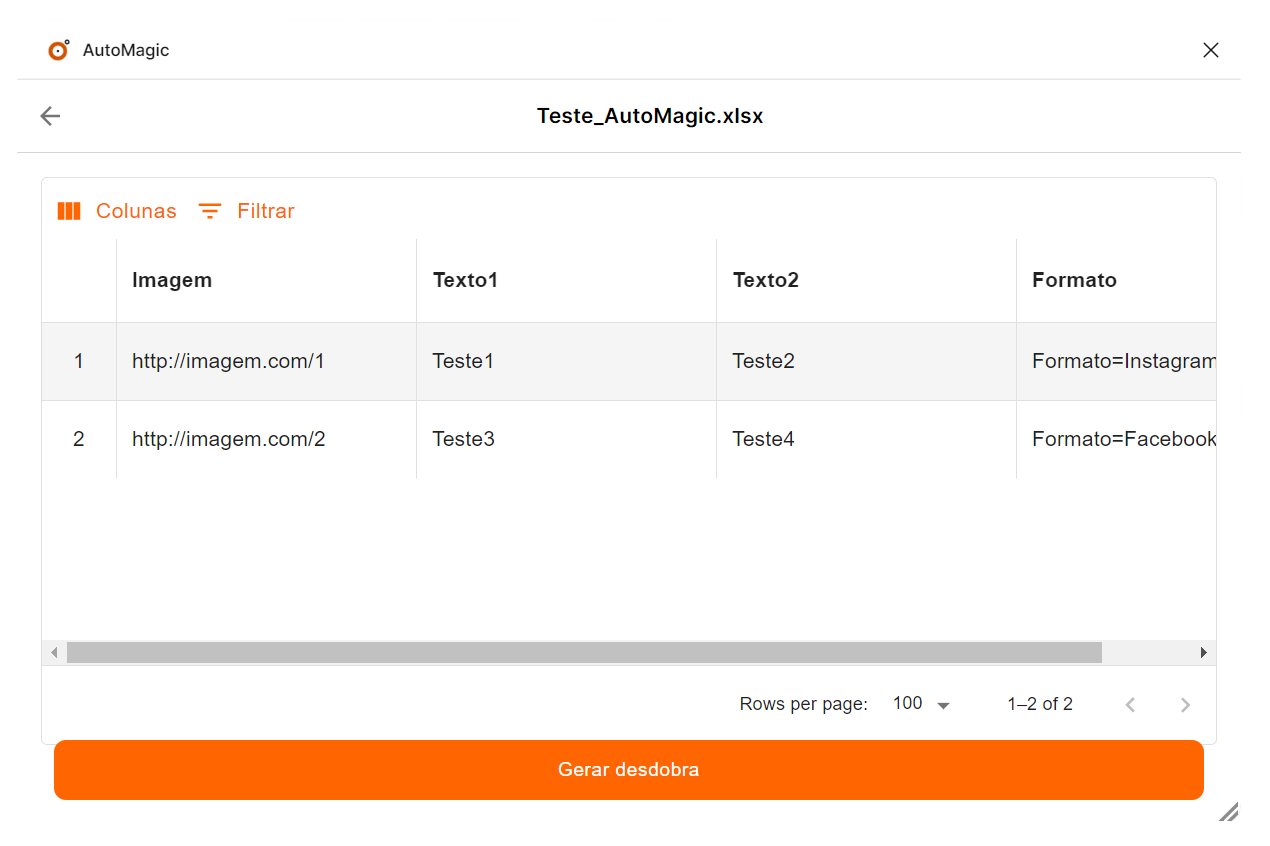 AutoMagic
Teste_AutoMagic.xlsx
Colunas Filtrar
Imagem Texto1 Texto2 Formato
1 http://imagem.com/1 Teste1 Teste2 Formato=Instagram
2 http://imagem.com/2 Teste3 Teste4 Formato=Facebook
Rows per page: 100 1–2 of 2
Gerar desdobra